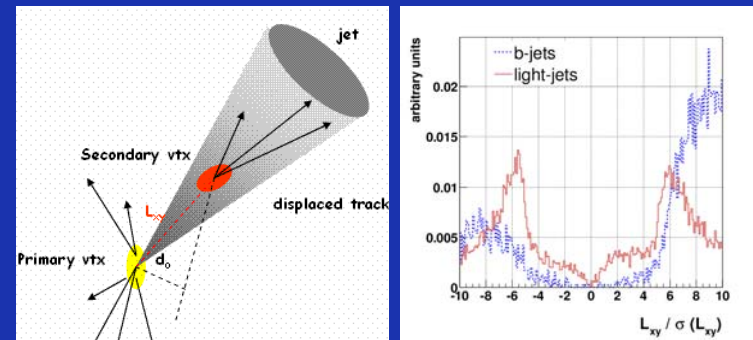 jet
Secondary vtx
Lxy
displaced track
Primary vtx
do
arbitrary units
b-jets
light-jets
0.02
0.015
0.01
0.005
0
-10 -8 -6 -4 -2 0 2 4 6 8 10
Lxy / σ (Lxy)